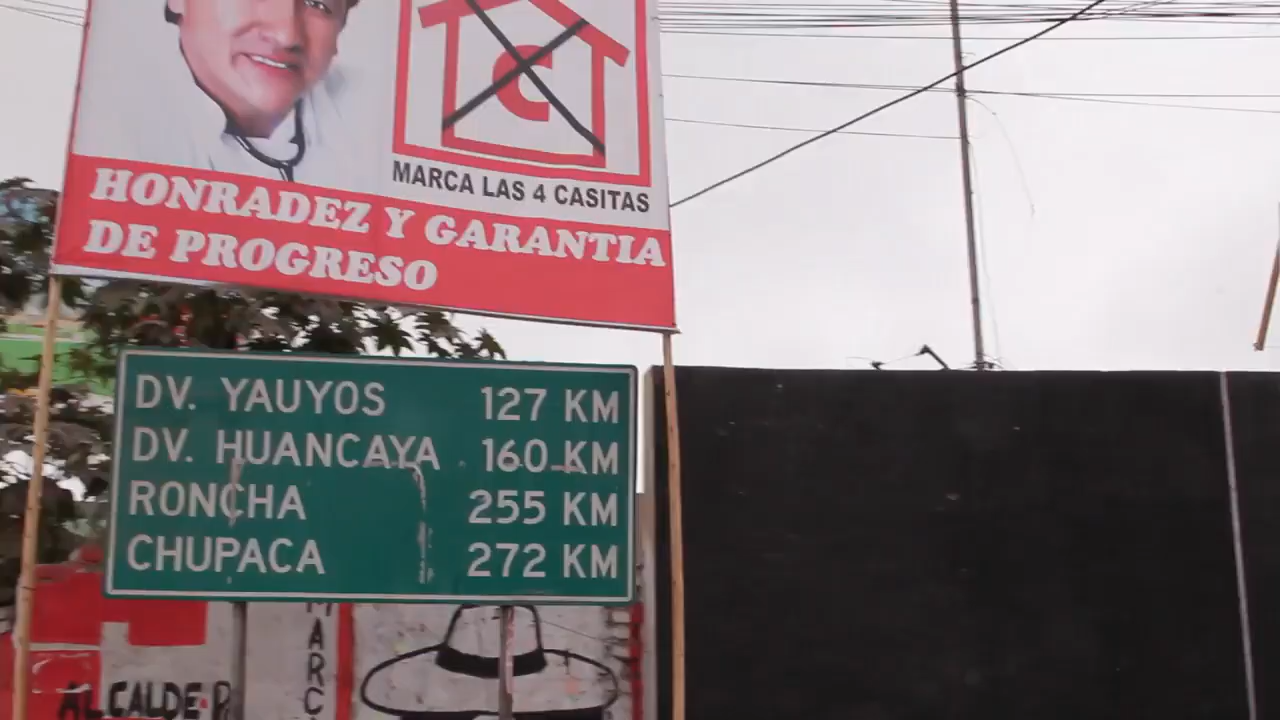 C
MARCA LAS 4 CASITAS
HONRADEZ Y GARANTIA
DE PROGRESO
DV. YAUYOS 127 KM
DV. HUANCAYA 160 KM
RONCHA 255 KM
CHUPACA 272 KM
MARC
ALCALDE P